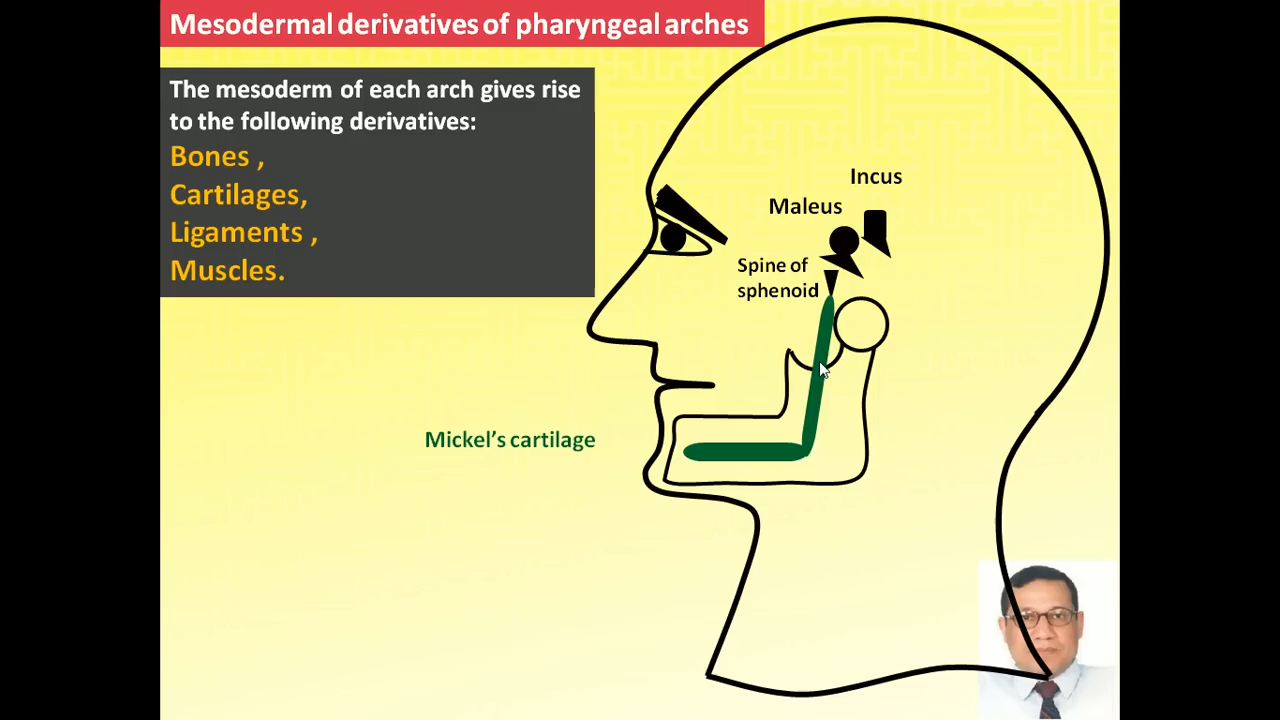 Mesodermal derivatives of pharyngeal arches
The mesoderm of each arch gives rise
to the following derivatives:
Bones ,
Cartilages,
Ligaments ,
Muscles.
Incus
Maleus
Spine of
sphenoid
Mickel’s cartilage